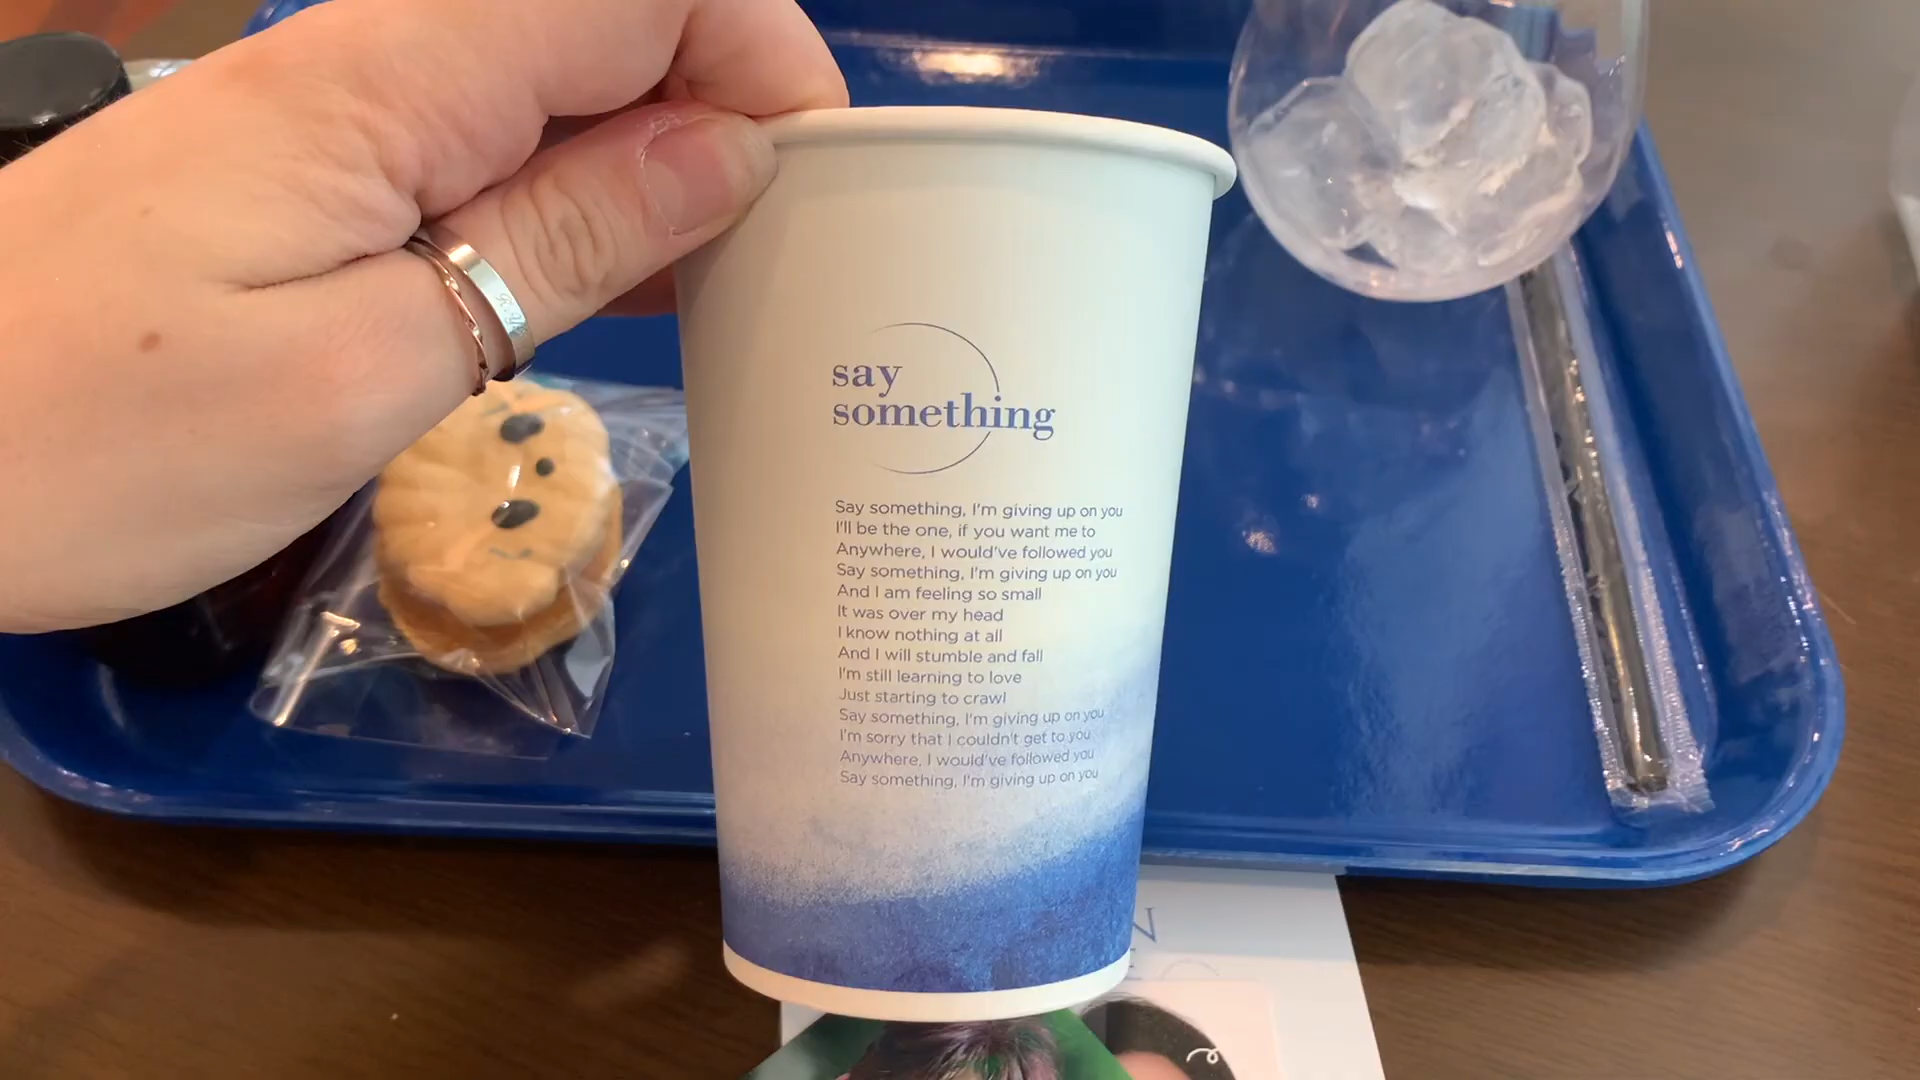 say
something
Say something, I'm giving up on you
I'll be the one, if you want me to
Anywhere, I would've followed you
Say something, I'm giving up on you
And I am feeling so small
It was over my head
I know nothing at all
And I will stumble and fall
I'm still learning to love
Just starting to crawl
Say something, I'm giving up on you
I'm sorry that I couldn't get to you
Anywhere, I would've followed you
Say something, I'm giving up on you